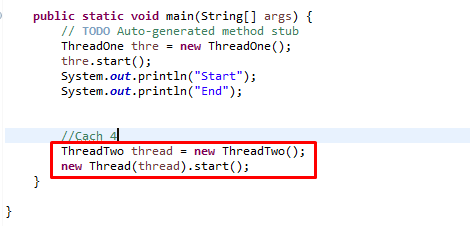 public static void main(String[] args) {
// TODO Auto-generated method stub
ThreadOne thre = new ThreadOne();
thre.start();
System.out.println("Start");
System.out.println("End");
//Cach 4
ThreadTwo thread = new ThreadTwo();
new Thread(thread).start();
}
}